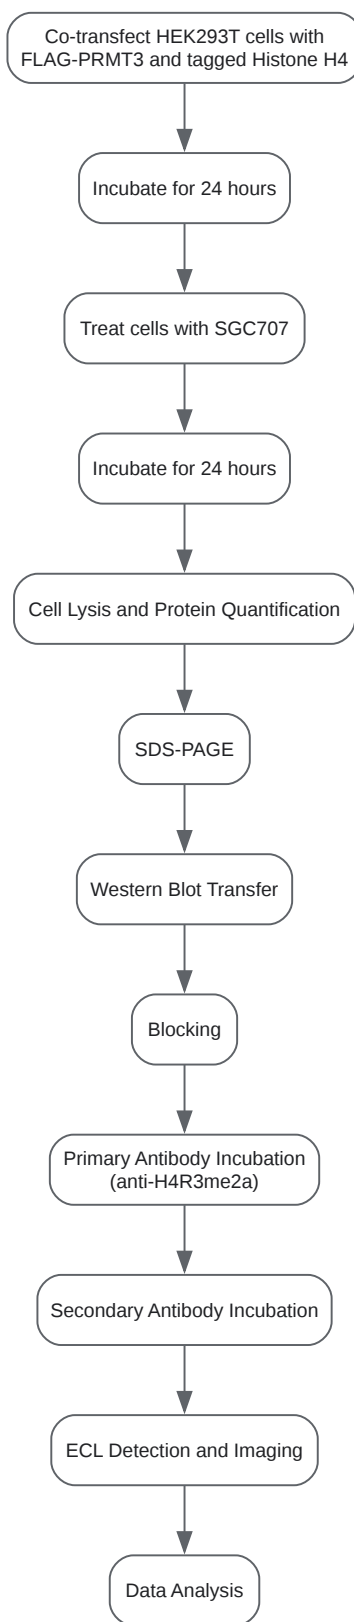 Co-transfect HEK293T cells with
FLAG-PRMT3 and tagged Histone H4
Incubate for 24 hours
Treat cells with SGC707
Incubate for 24 hours
Cell Lysis and Protein Quantification
SDS-PAGE
Western Blot Transfer
Blocking
Primary Antibody Incubation
(anti-H4R3me2a)
Secondary Antibody Incubation
ECL Detection and Imaging
Data Analysis